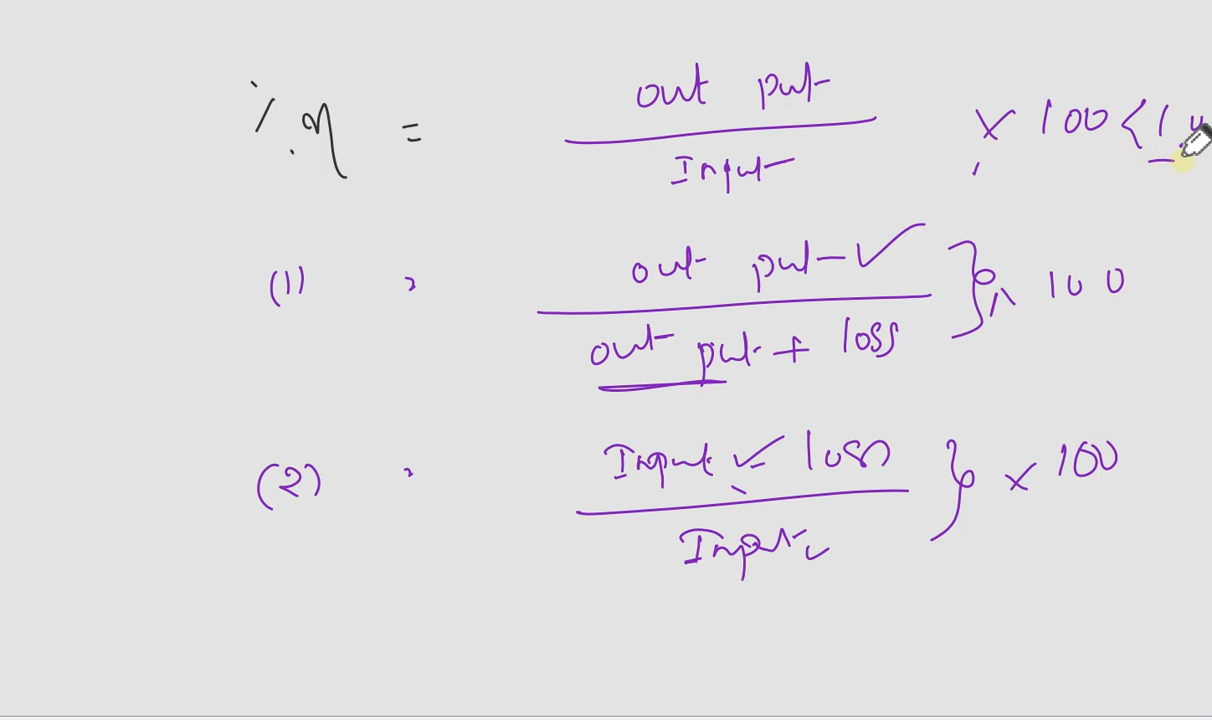 % η = out put / Input × 100 < 1
(1) = out put / out put + loss } × 100
(2) = Input - loss / Input } × 100